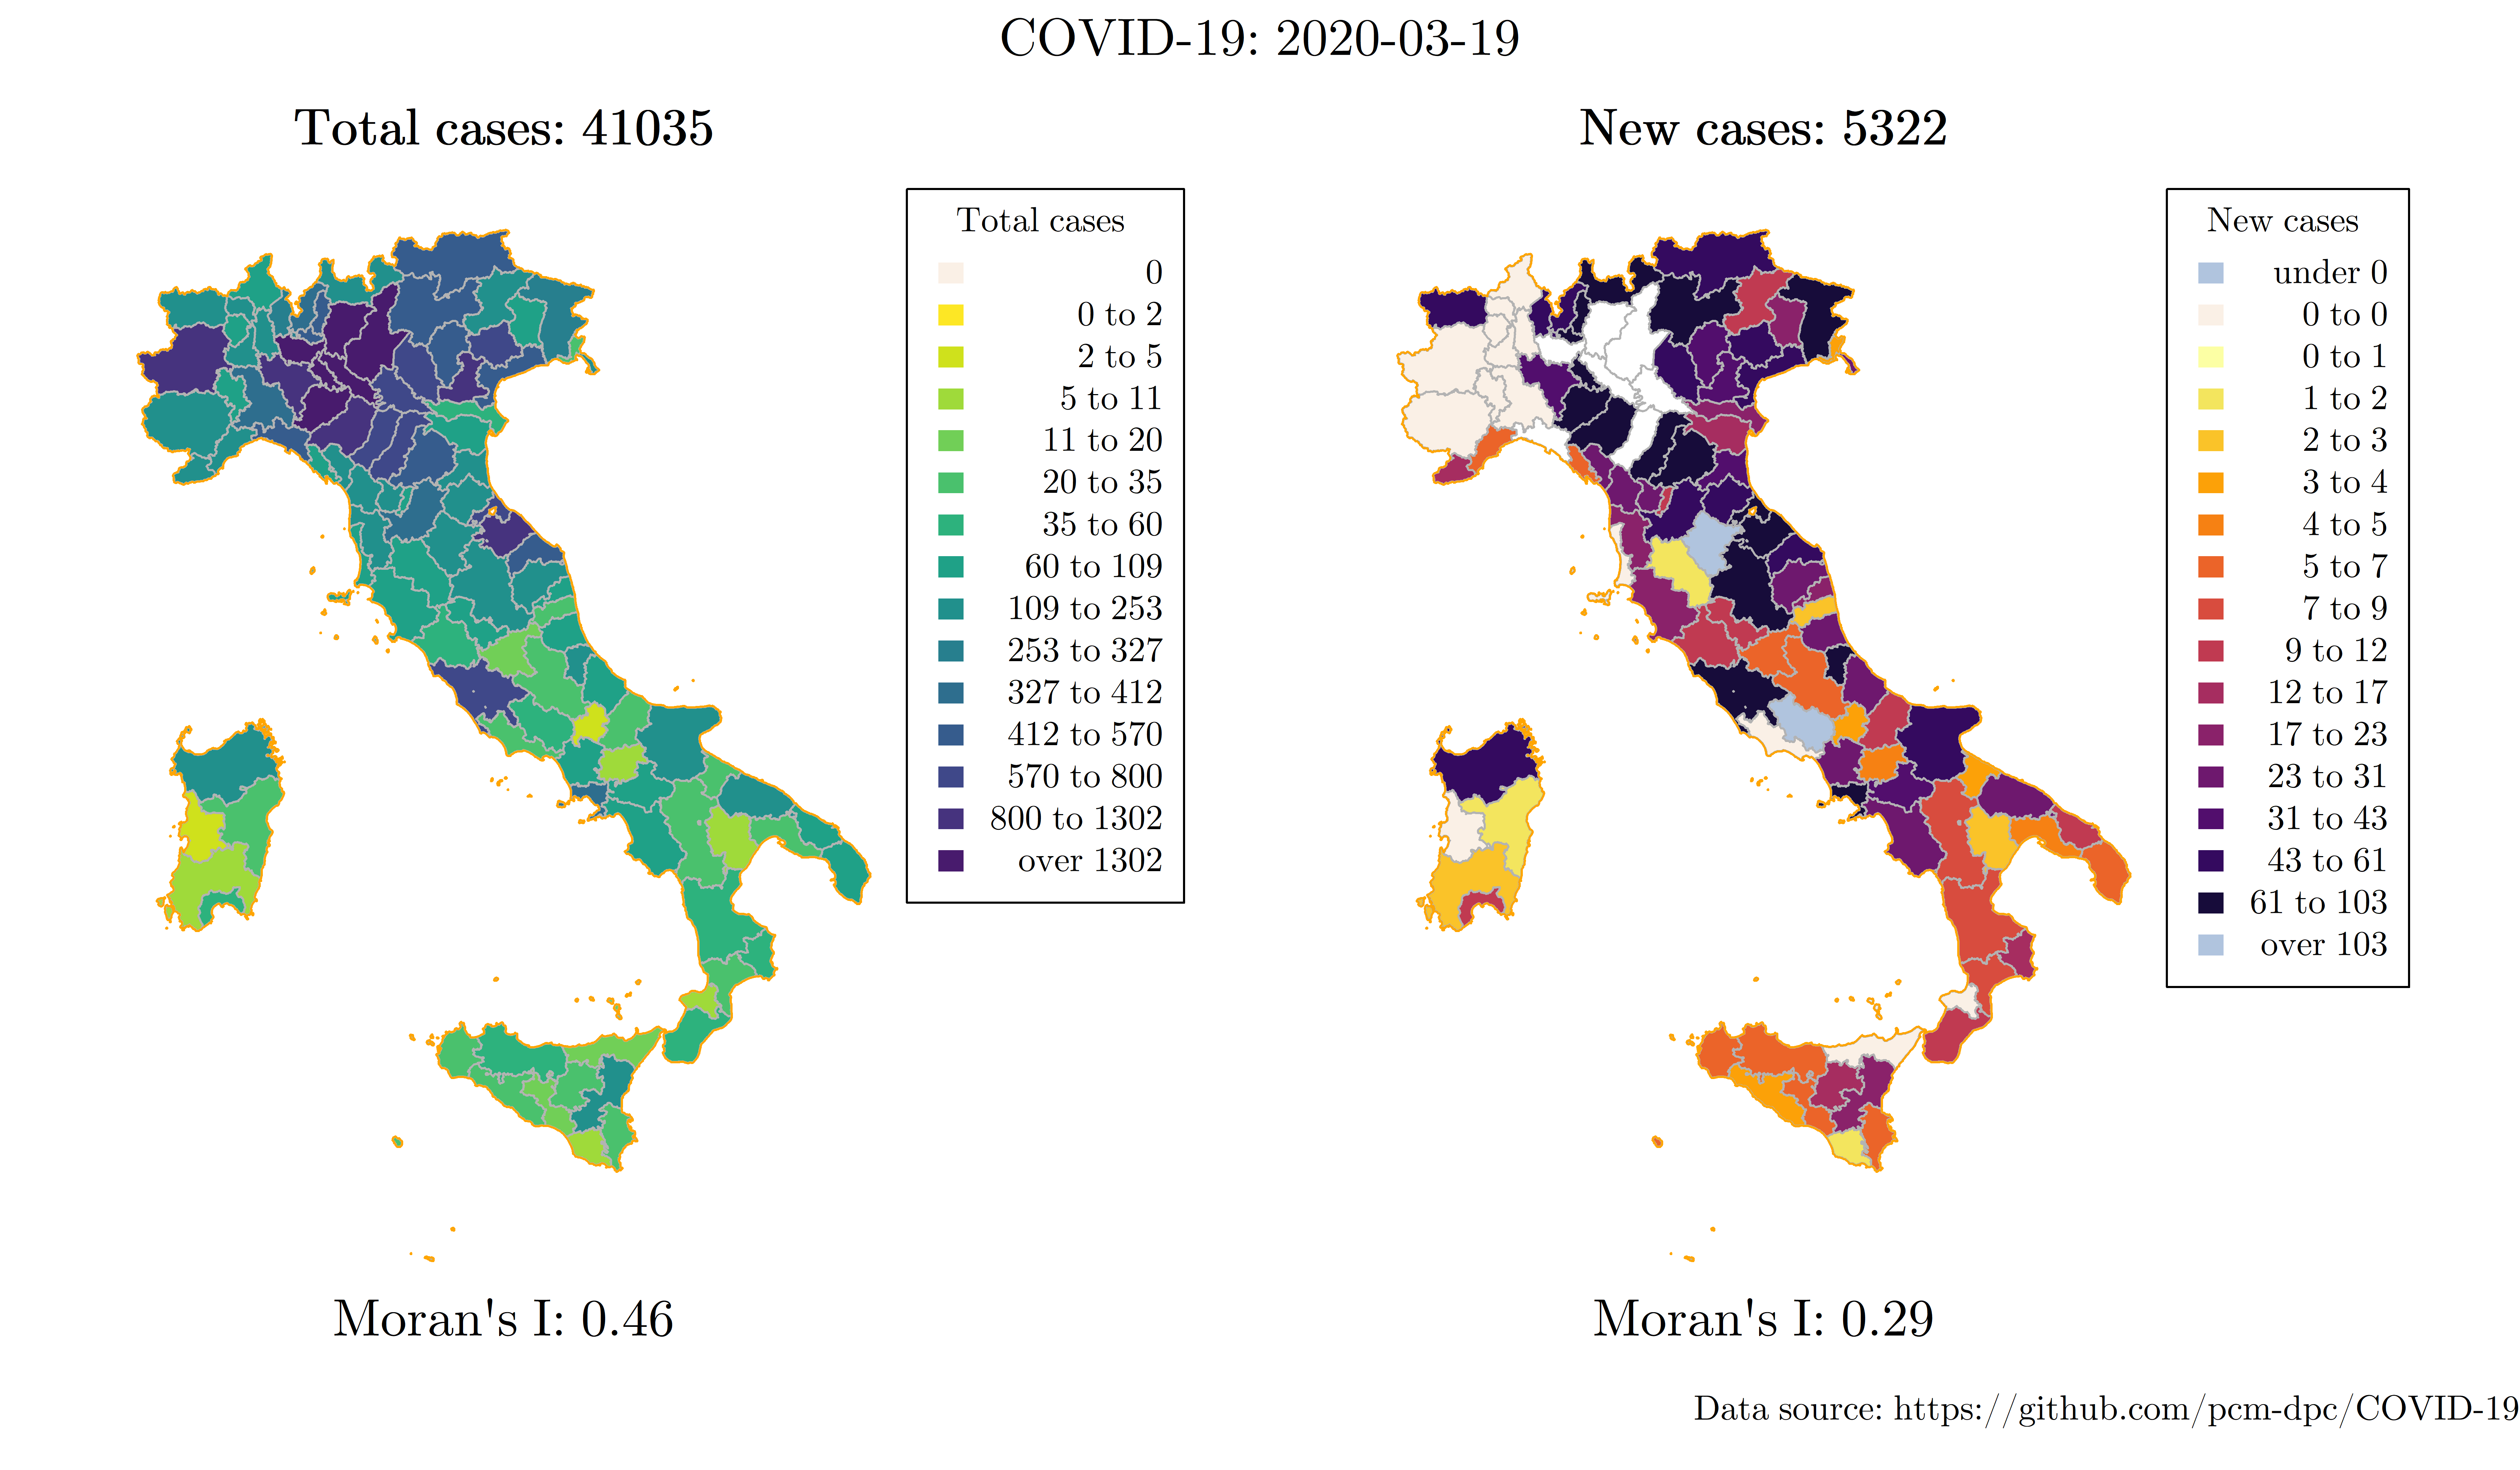 COVID-19: 2020-03-19
Total cases: 41035
Total cases
0
0 to 2
2 to 5
5 to 11
11 to 20
20 to 35
35 to 60
60 to 109
109 to 253
253 to 327
327 to 412
412 to 570
570 to 800
800 to 1302
over 1302
Moran's I: 0.46
New cases: 5322
New cases
under 0
0 to 0
0 to 1
1 to 2
2 to 3
3 to 4
4 to 5
5 to 7
7 to 9
9 to 12
12 to 17
17 to 23
23 to 31
31 to 43
43 to 61
61 to 103
over 103
Moran's I: 0.29
Data source: https://github.com/pcm-dpc/COVID-19